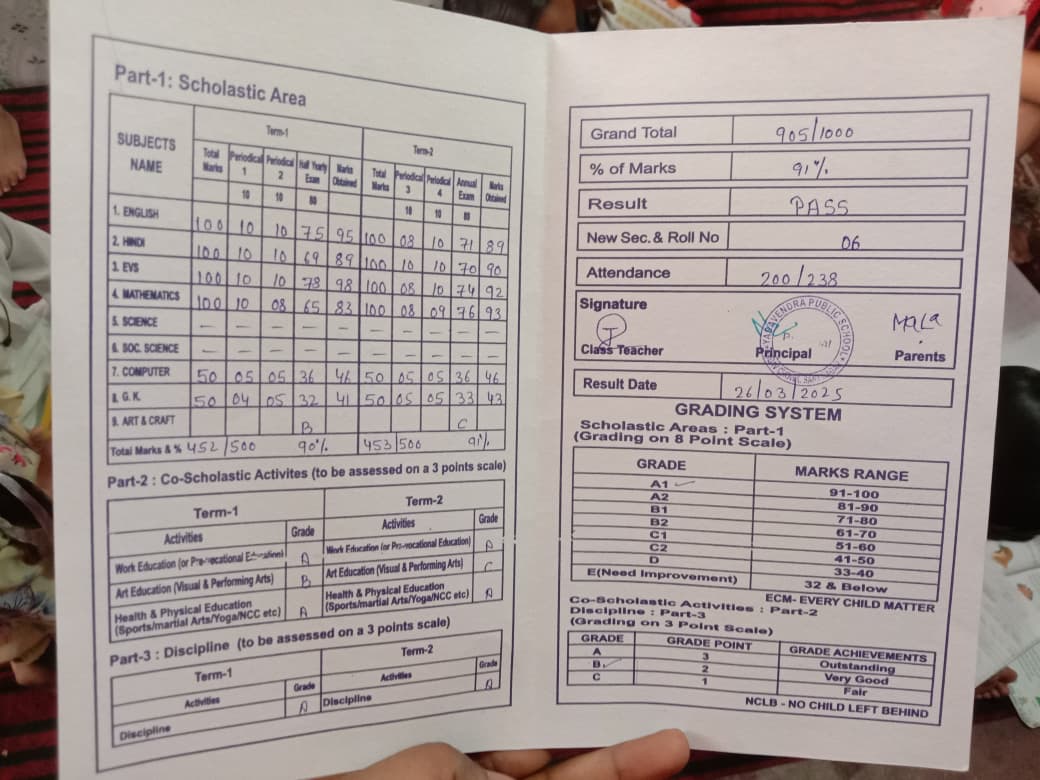 Part-1: Scholastic Area
SUBJECTS NAME Term-1 Term-2
Total Marks Periodical 1 Periodical 2 Half Yearly Exam Marks Obtained Total Marks Periodical 3 Periodical 4 Annual Exam Marks Obtained
10 10 80 10 10 80
1. ENGLISH 100 10 10 75 95 100 08 10 71 89
2. HINDI 100 10 10 69 89 100 10 10 70 90
3. EVS 100 10 10 78 98 100 08 10 74 92
4. MATHEMATICS 100 10 08 65 83 100 08 09 76 93
5. SCIENCE — — — — — — — — — —
6. SOC. SCIENCE — — — — — — — — — —
7. COMPUTER 50 05 05 36 46 50 05 05 36 46
8. G. K. 50 04 05 32 41 50 05 05 33 43
9. ART & CRAFT B C
Total Marks & % 452/500 90% 453/500 91%
Part-2 : Co-Scholastic Activites (to be assessed on a 3 points scale)
Term-1 Term-2
Activities Grade Activities Grade
Work Education (or Pre-vocational Education) A Work Education (or Pre-vocational Education) A
Art Education (Visual & Performing Arts) B Art Education (Visual & Performing Arts) C
Health & Physical Education (Sports/martial Arts/Yoga/NCC etc) A Health & Physical Education (Sports/martial Arts/Yoga/NCC etc) A
Part-3 : Discipline (to be assessed on a 3 points scale)
Term-1 Term-2
Activities Grade Activities Grade
Discipline A Discipline A
Grand Total 905/1000
% of Marks 91%
Result PASS
New Sec. & Roll No 06
Attendance 200/238
Signature
Mala
Class Teacher Principal Parents
PUBLIC SCHOOL
Result Date 26/03/2025
GRADING SYSTEM
Scholastic Areas : Part-1
(Grading on 8 Point Scale)
GRADE MARKS RANGE
A1 91-100
A2 81-90
B1 71-80
B2 61-70
C1 51-60
C2 41-50
D 33-40
E(Need Improvement) 32 & Below
ECM- EVERY CHILD MATTER
Co-Scholastic Activities : Part-2
Discipline : Part-3
(Grading on 3 Point Scale)
GRADE GRADE POINT GRADE ACHIEVEMENTS
A 3 Outstanding
B 2 Very Good
C 1 Fair
NCLB - NO CHILD LEFT BEHIND